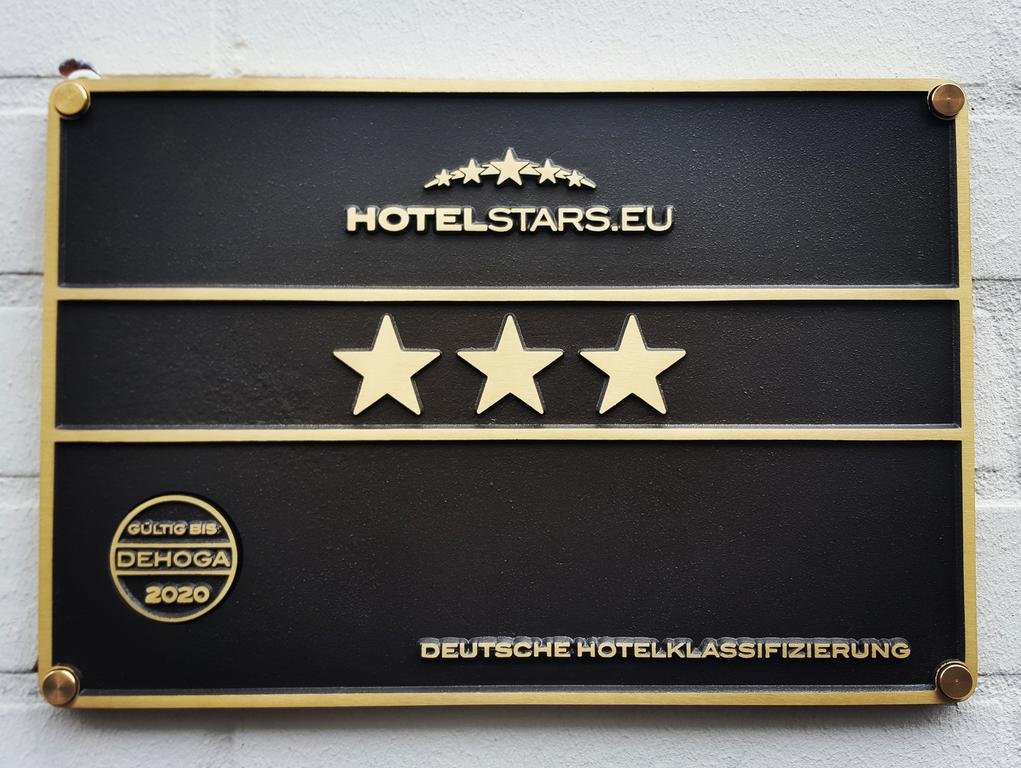 HOTELSTARS.EU
GÜLTIG BIS
DEHOGA
2020
DEUTSCHE HOTELKLASSIFIZIERUNG